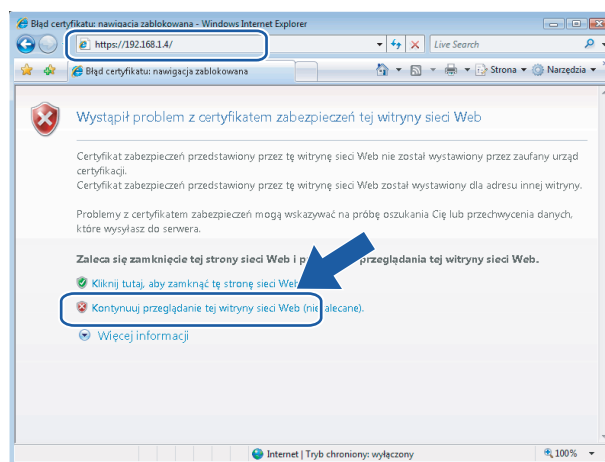 Błąd certyfikatu: nawigacja zablokowana - Windows Internet Explorer
https://192.168.1.4/
Live Search
Błąd certyfikatu: nawigacja zablokowana
Strona
Narzędzia
Wystąpił problem z certyfikatem zabezpieczeń tej witryny sieci Web
Certyfikat zabezpieczeń przedstawiony przez tę witrynę sieci Web nie został wystawiony przez zaufany urząd
certyfikacji.
Certyfikat zabezpieczeń przedstawiony przez tę witrynę sieci Web został wystawiony dla adresu innej witryny.
Problemy z certyfikatem zabezpieczeń mogą wskazywać na próbę oszukania Cię lub przechwycenia danych,
które wysyłasz do serwera.
Zaleca się zamknięcie tej strony sieci Web i przeglądania tej witryny sieci Web.
Kliknij tutaj, aby zamknąć tę stronę sieci Web
Kontynuuj przeglądanie tej witryny sieci Web (nie alecane).
Więcej informacji
Internet | Tryb chroniony: wyłączony
100%